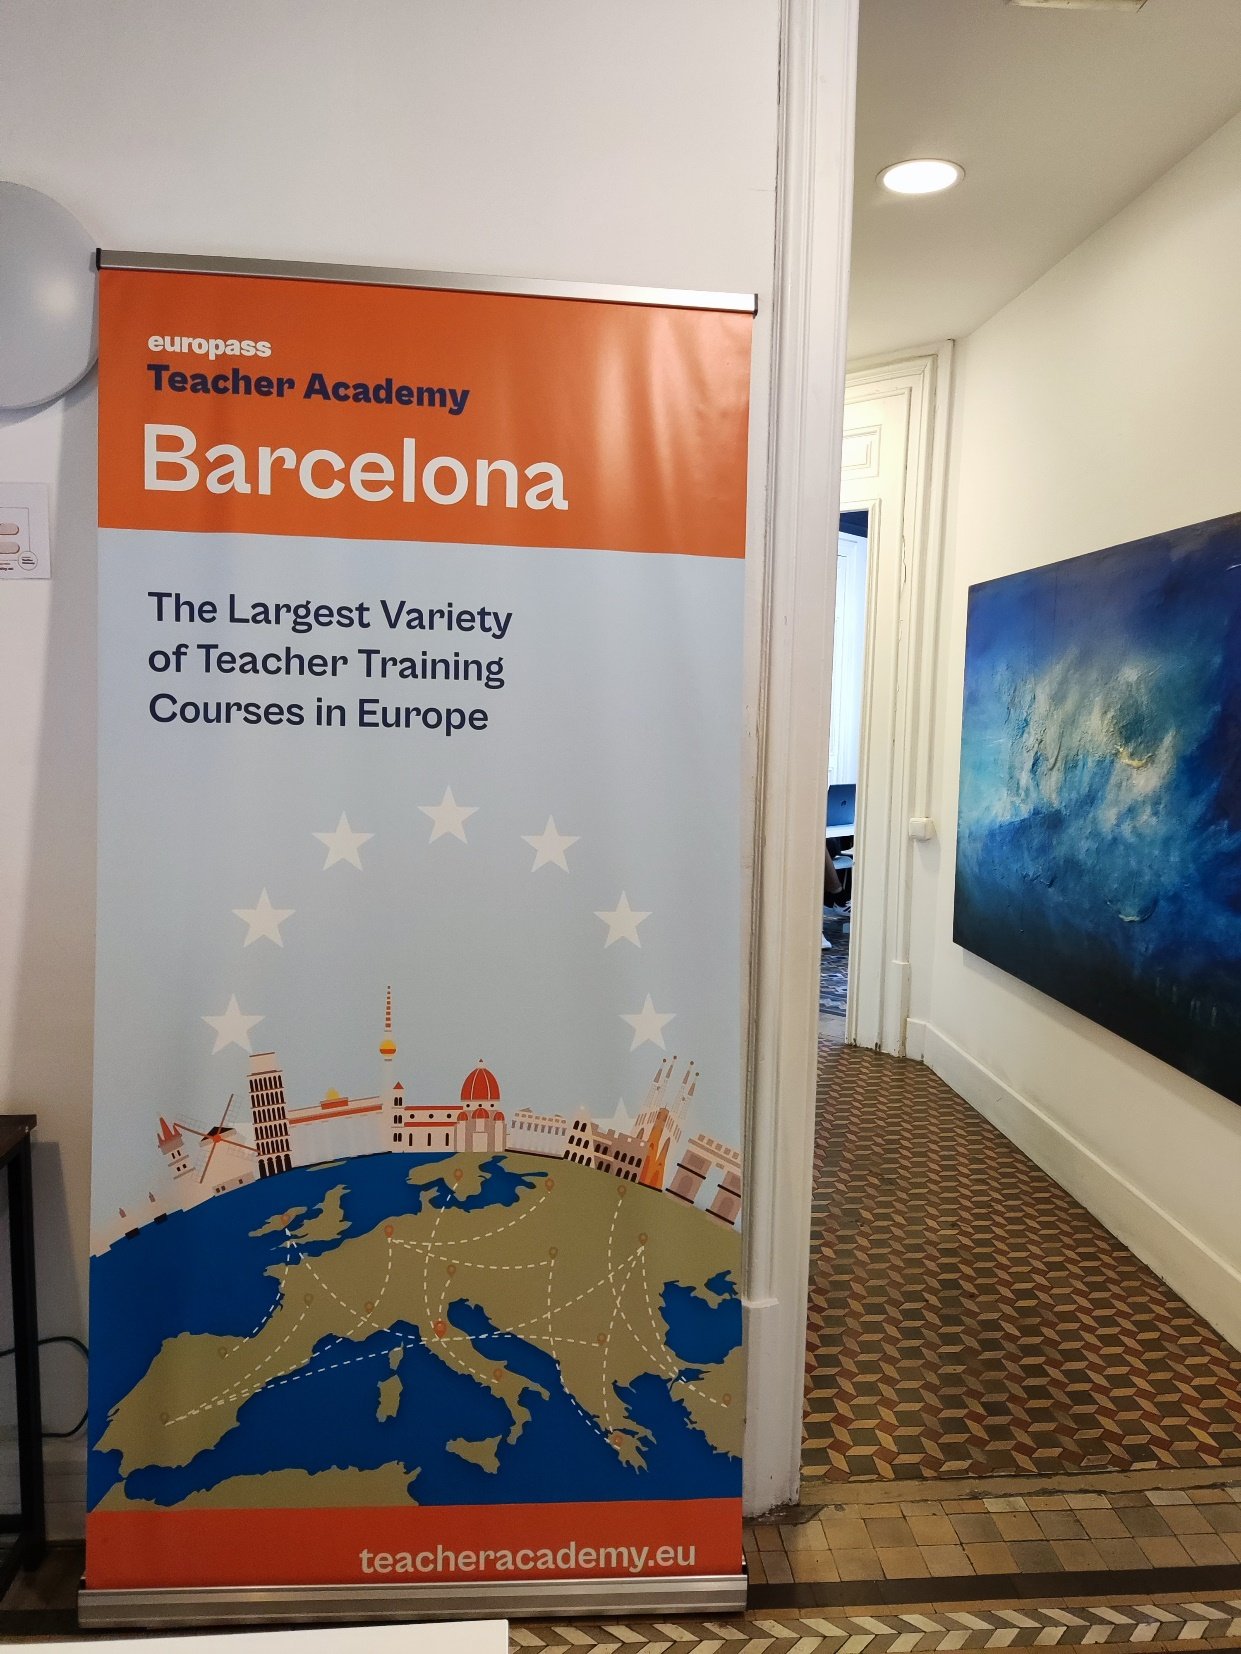 europass
Teacher Academy
Barcelona
The Largest Variety
of Teacher Training
Courses in Europe
teacheracademy.eu